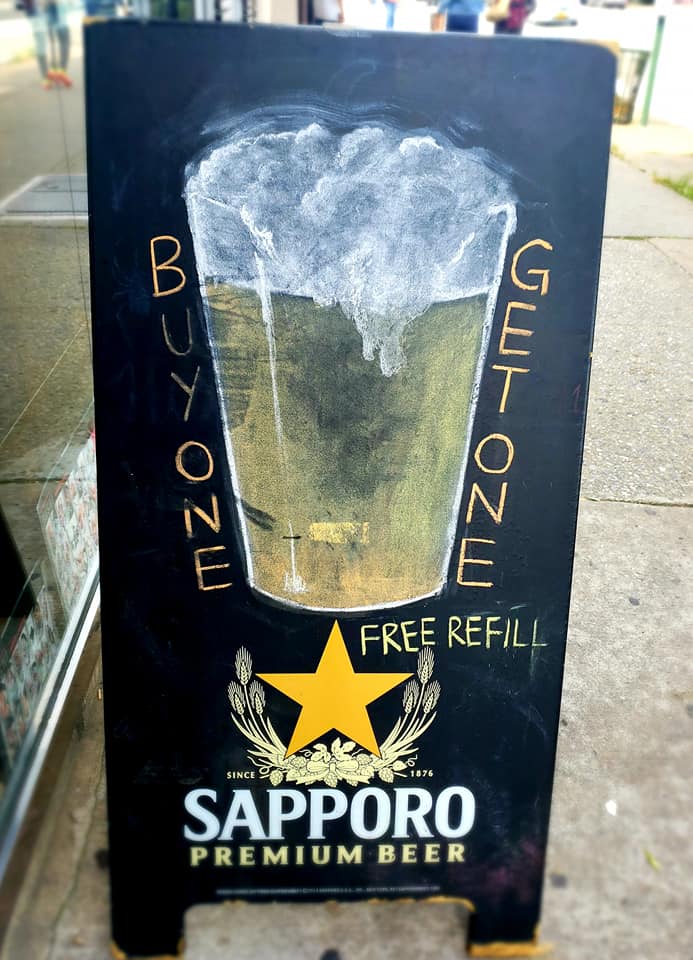 BUY ONE
GET ONE
FREE REFILL
SINCE 1876
SAPPORO
PREMIUM BEER